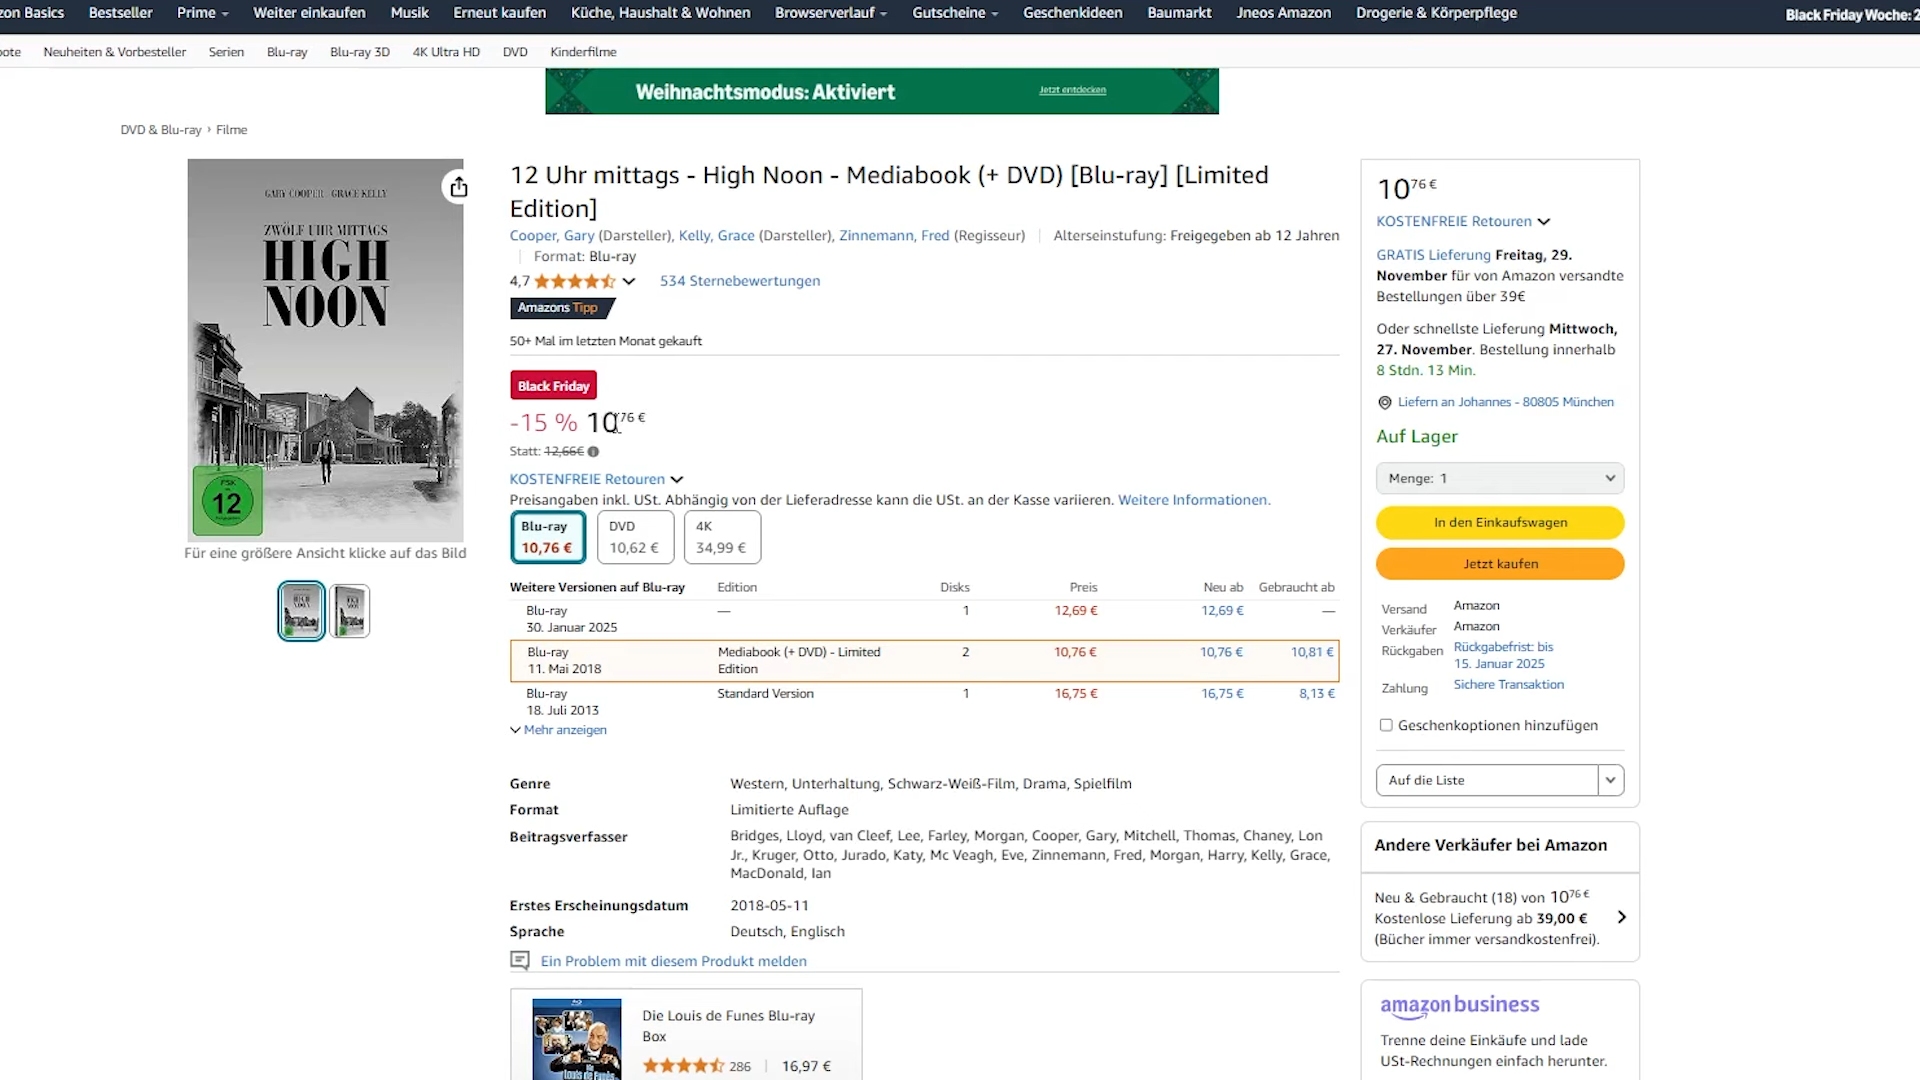 zon Basics Bestseller Prime Weiter einkaufen Musik Erneut kaufen Küche, Haushalt & Wohnen Browserverlauf Gutscheine Geschenkideen Baumarkt Jneos Amazon Drogerie & Körperpflege Black Friday Woche: 2
ote Neuheiten & Vorbesteller Serien Blu-ray Blu-ray 3D 4K Ultra HD DVD Kinderfilme
Weihnachtsmodus: Aktiviert Jetzt entdecken
DVD & Blu-ray › Filme
GARY COOPER · GRACE KELLY
ZWÖLF UHR MITTAGS
HIGH
NOON
FSK
12
Für eine größere Ansicht klicke auf das Bild
12 Uhr mittags - High Noon - Mediabook (+ DVD) [Blu-ray] [Limited
Edition]
Cooper, Gary (Darsteller), Kelly, Grace (Darsteller), Zinnemann, Fred (Regisseur) | Alterseinstufung: Freigegeben ab 12 Jahren
| Format: Blu-ray
4,7 534 Sternebewertungen
Amazons Tipp
50+ Mal im letzten Monat gekauft
Black Friday
-15 % 10 76 €
Statt: 12,66€
KOSTENFREIE Retouren
Preisangaben inkl. USt. Abhängig von der Lieferadresse kann die USt. an der Kasse variieren. Weitere Informationen.
Blu-ray DVD 4K
10,76 € 10,62 € 34,99 €
Weitere Versionen auf Blu-ray Edition Disks Preis Neu ab Gebraucht ab
Blu-ray — 1 12,69 € 12,69 € —
30. Januar 2025
Blu-ray Mediabook (+ DVD) - Limited 2 10,76 € 10,76 € 10,81 €
11. Mai 2018 Edition
Blu-ray Standard Version 1 16,75 € 16,75 € 8,13 €
18. Juli 2013
Mehr anzeigen
Genre Western, Unterhaltung, Schwarz-Weiß-Film, Drama, Spielfilm
Format Limitierte Auflage
Beitragsverfasser Bridges, Lloyd, van Cleef, Lee, Farley, Morgan, Cooper, Gary, Mitchell, Thomas, Chaney, Lon
Jr., Kruger, Otto, Jurado, Katy, Mc Veagh, Eve, Zinnemann, Fred, Morgan, Harry, Kelly, Grace,
MacDonald, Ian
Erstes Erscheinungsdatum 2018-05-11
Sprache Deutsch, Englisch
Ein Problem mit diesem Produkt melden
Die Louis de Funes Blu-ray
Box
286 | 16,97 €
10 76 €
KOSTENFREIE Retouren
GRATIS Lieferung Freitag, 29.
November für von Amazon versandte
Bestellungen über 39€
Oder schnellste Lieferung Mittwoch,
27. November. Bestellung innerhalb
8 Stdn. 13 Min.
Liefern an Johannes - 80805 München
Auf Lager
Menge: 1
In den Einkaufswagen
Jetzt kaufen
Versand Amazon
Verkäufer Amazon
Rückgaben Rückgabefrist: bis
15. Januar 2025
Zahlung Sichere Transaktion
Geschenkoptionen hinzufügen
Auf die Liste
Andere Verkäufer bei Amazon
Neu & Gebraucht (18) von 10 76 €
Kostenlose Lieferung ab 39,00 €
(Bücher immer versandkostenfrei).
amazon business
Trenne deine Einkäufe und lade
USt-Rechnungen einfach herunter.